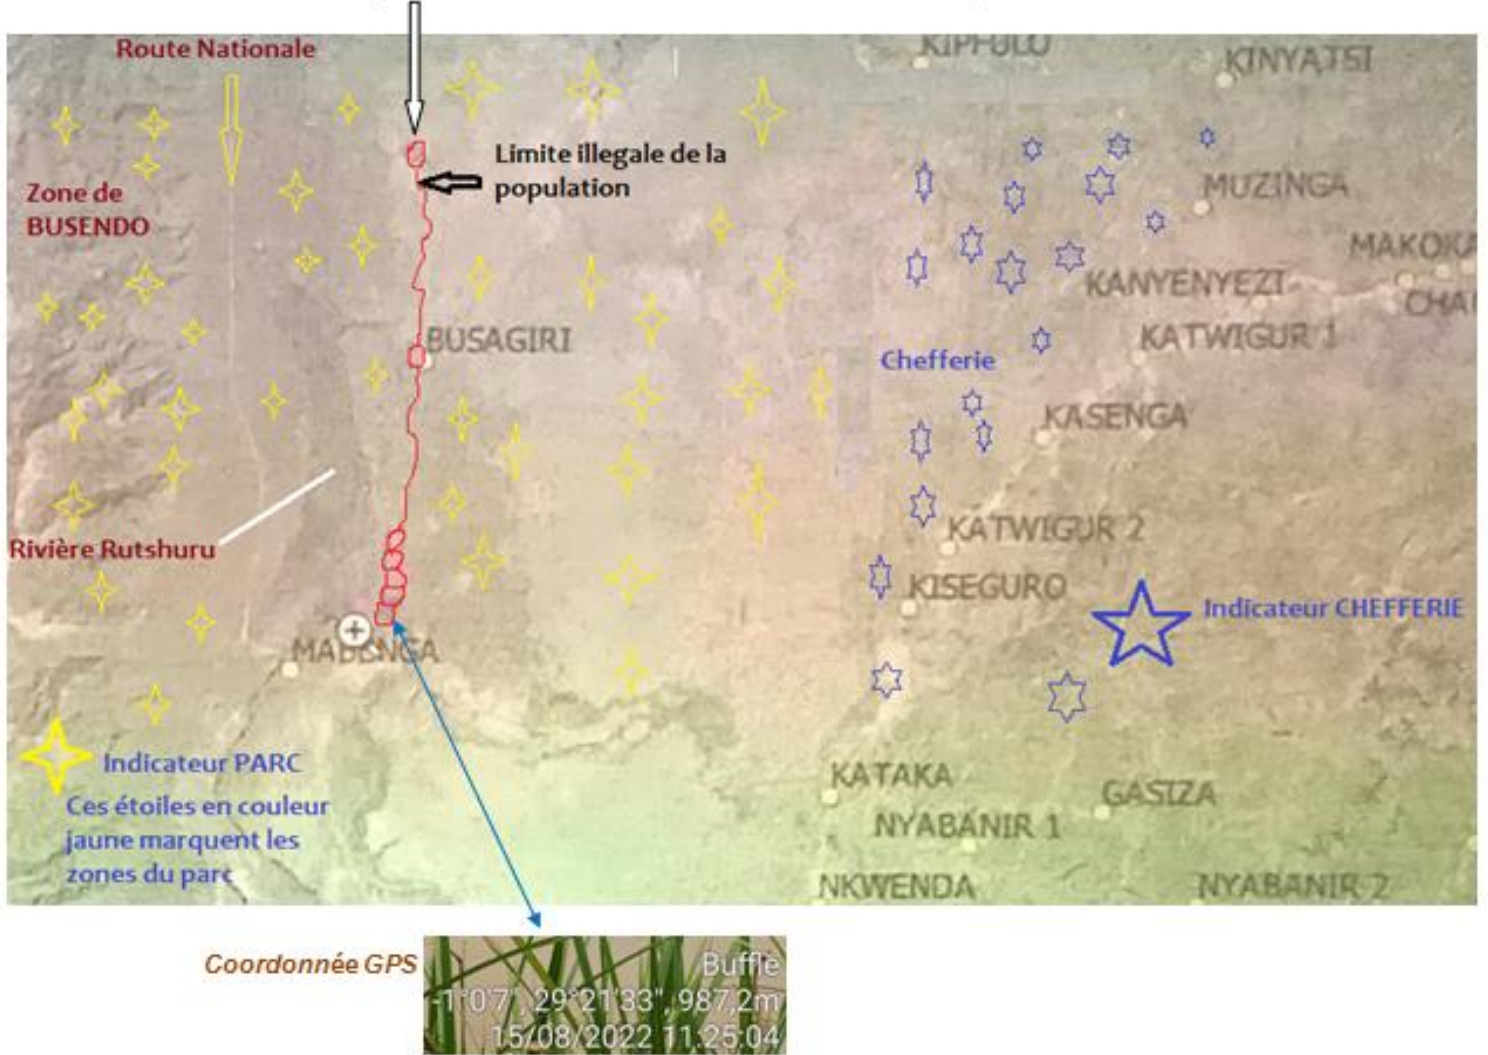 Route Nationale
KIPFULO
KINYATSI
Limite illegale de la
population
Zone de
BUSENDO
MUZINGA
MAKOKA
KANYENYEZI
BUSAGIRI
KATWIGUR 1
Chefferie
KASENGA
KATWIGUR 2
Rivière Rutshuru
KISEGURO
Indicateur CHEFFERIE
MABENGA
Indicateur PARC
Ces étoiles en couleur
jaune marquent les
zones du parc
KATAKA
GASIZA
NYABANIR 1
NKWENDA
NYABANIR 2
Coordonnée GPS
Buffle
-1°0'7", 29°21'33", 987,2m
15/08/2022 11:25:04